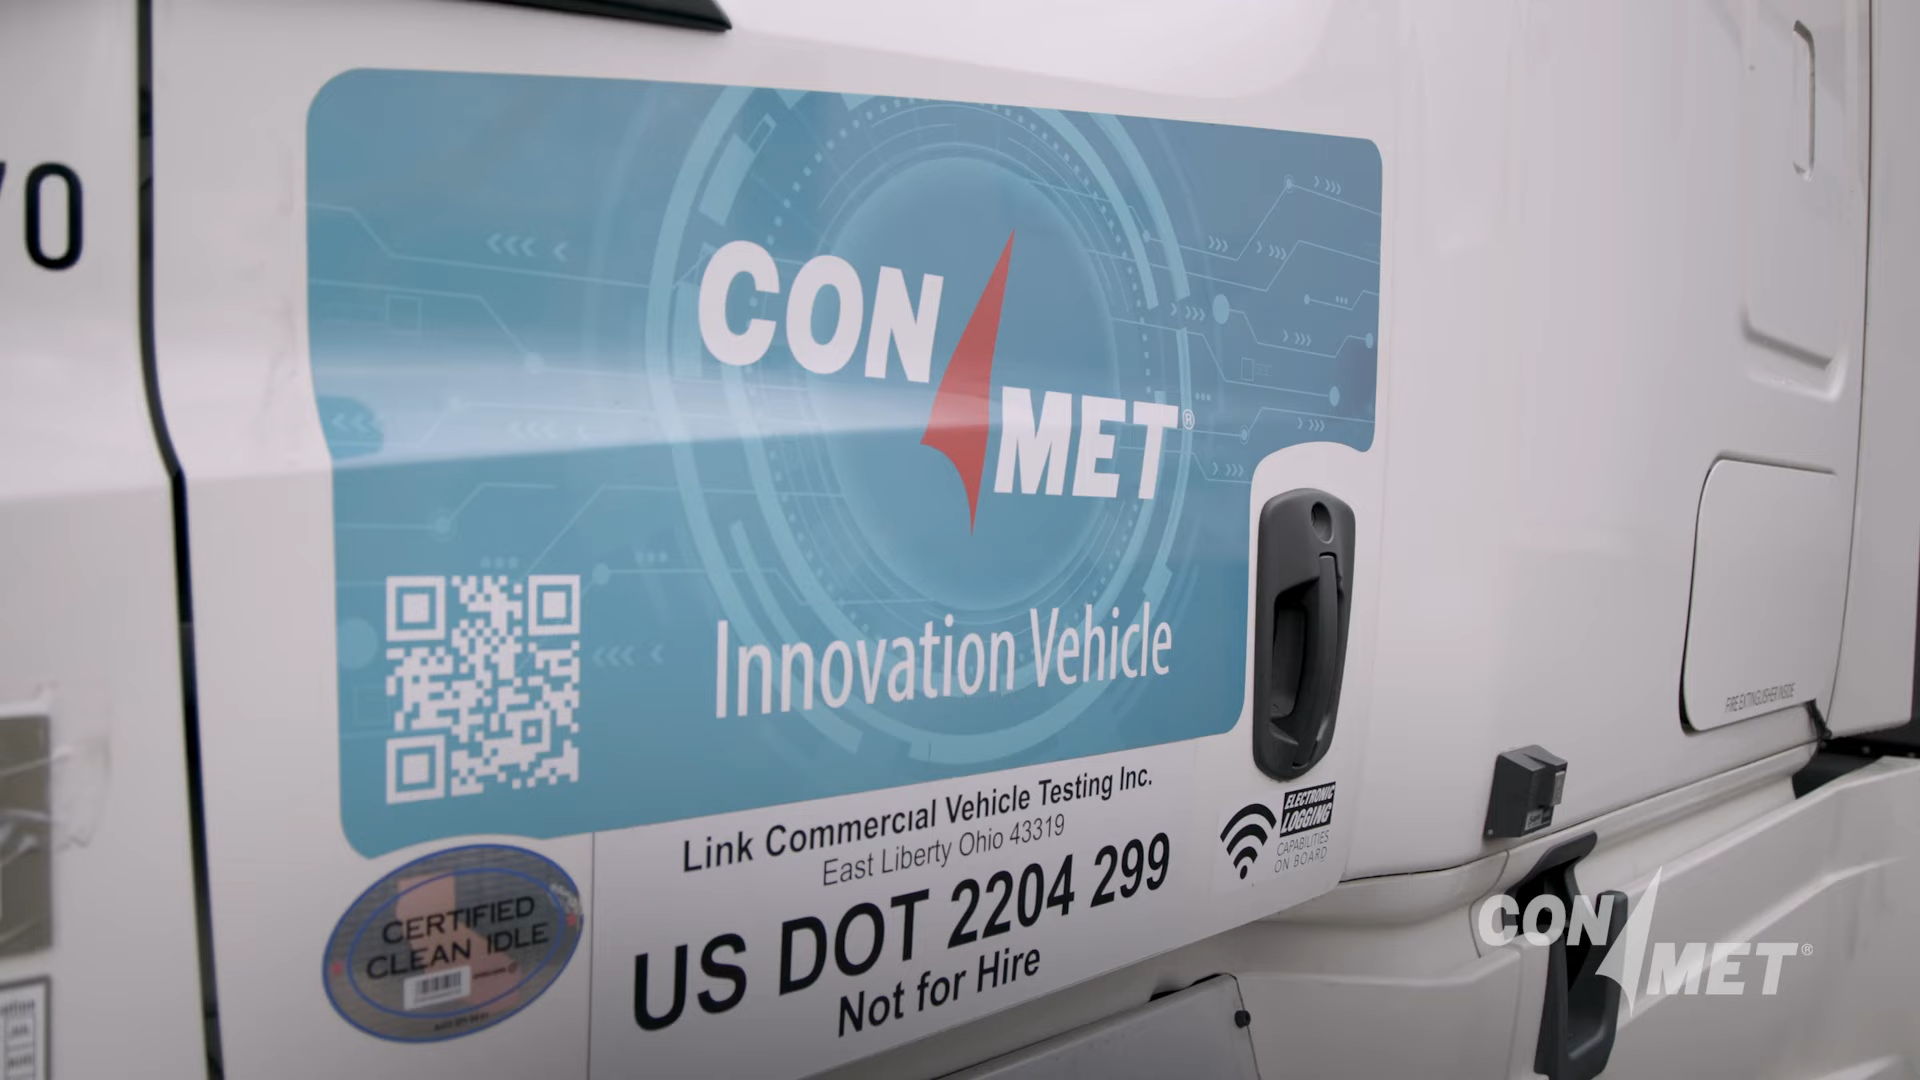 0
CON
MET®
Innovation Vehicle
Link Commercial Vehicle Testing Inc.
East Liberty Ohio 43319
US DOT 2204 299
Not for Hire
ELECTRONIC
LOGGING
CAPABILITIES
ON BOARD
CERTIFIED
CLEAN IDLE
FIRE EXTINGUISHER INSIDE
CON
MET®